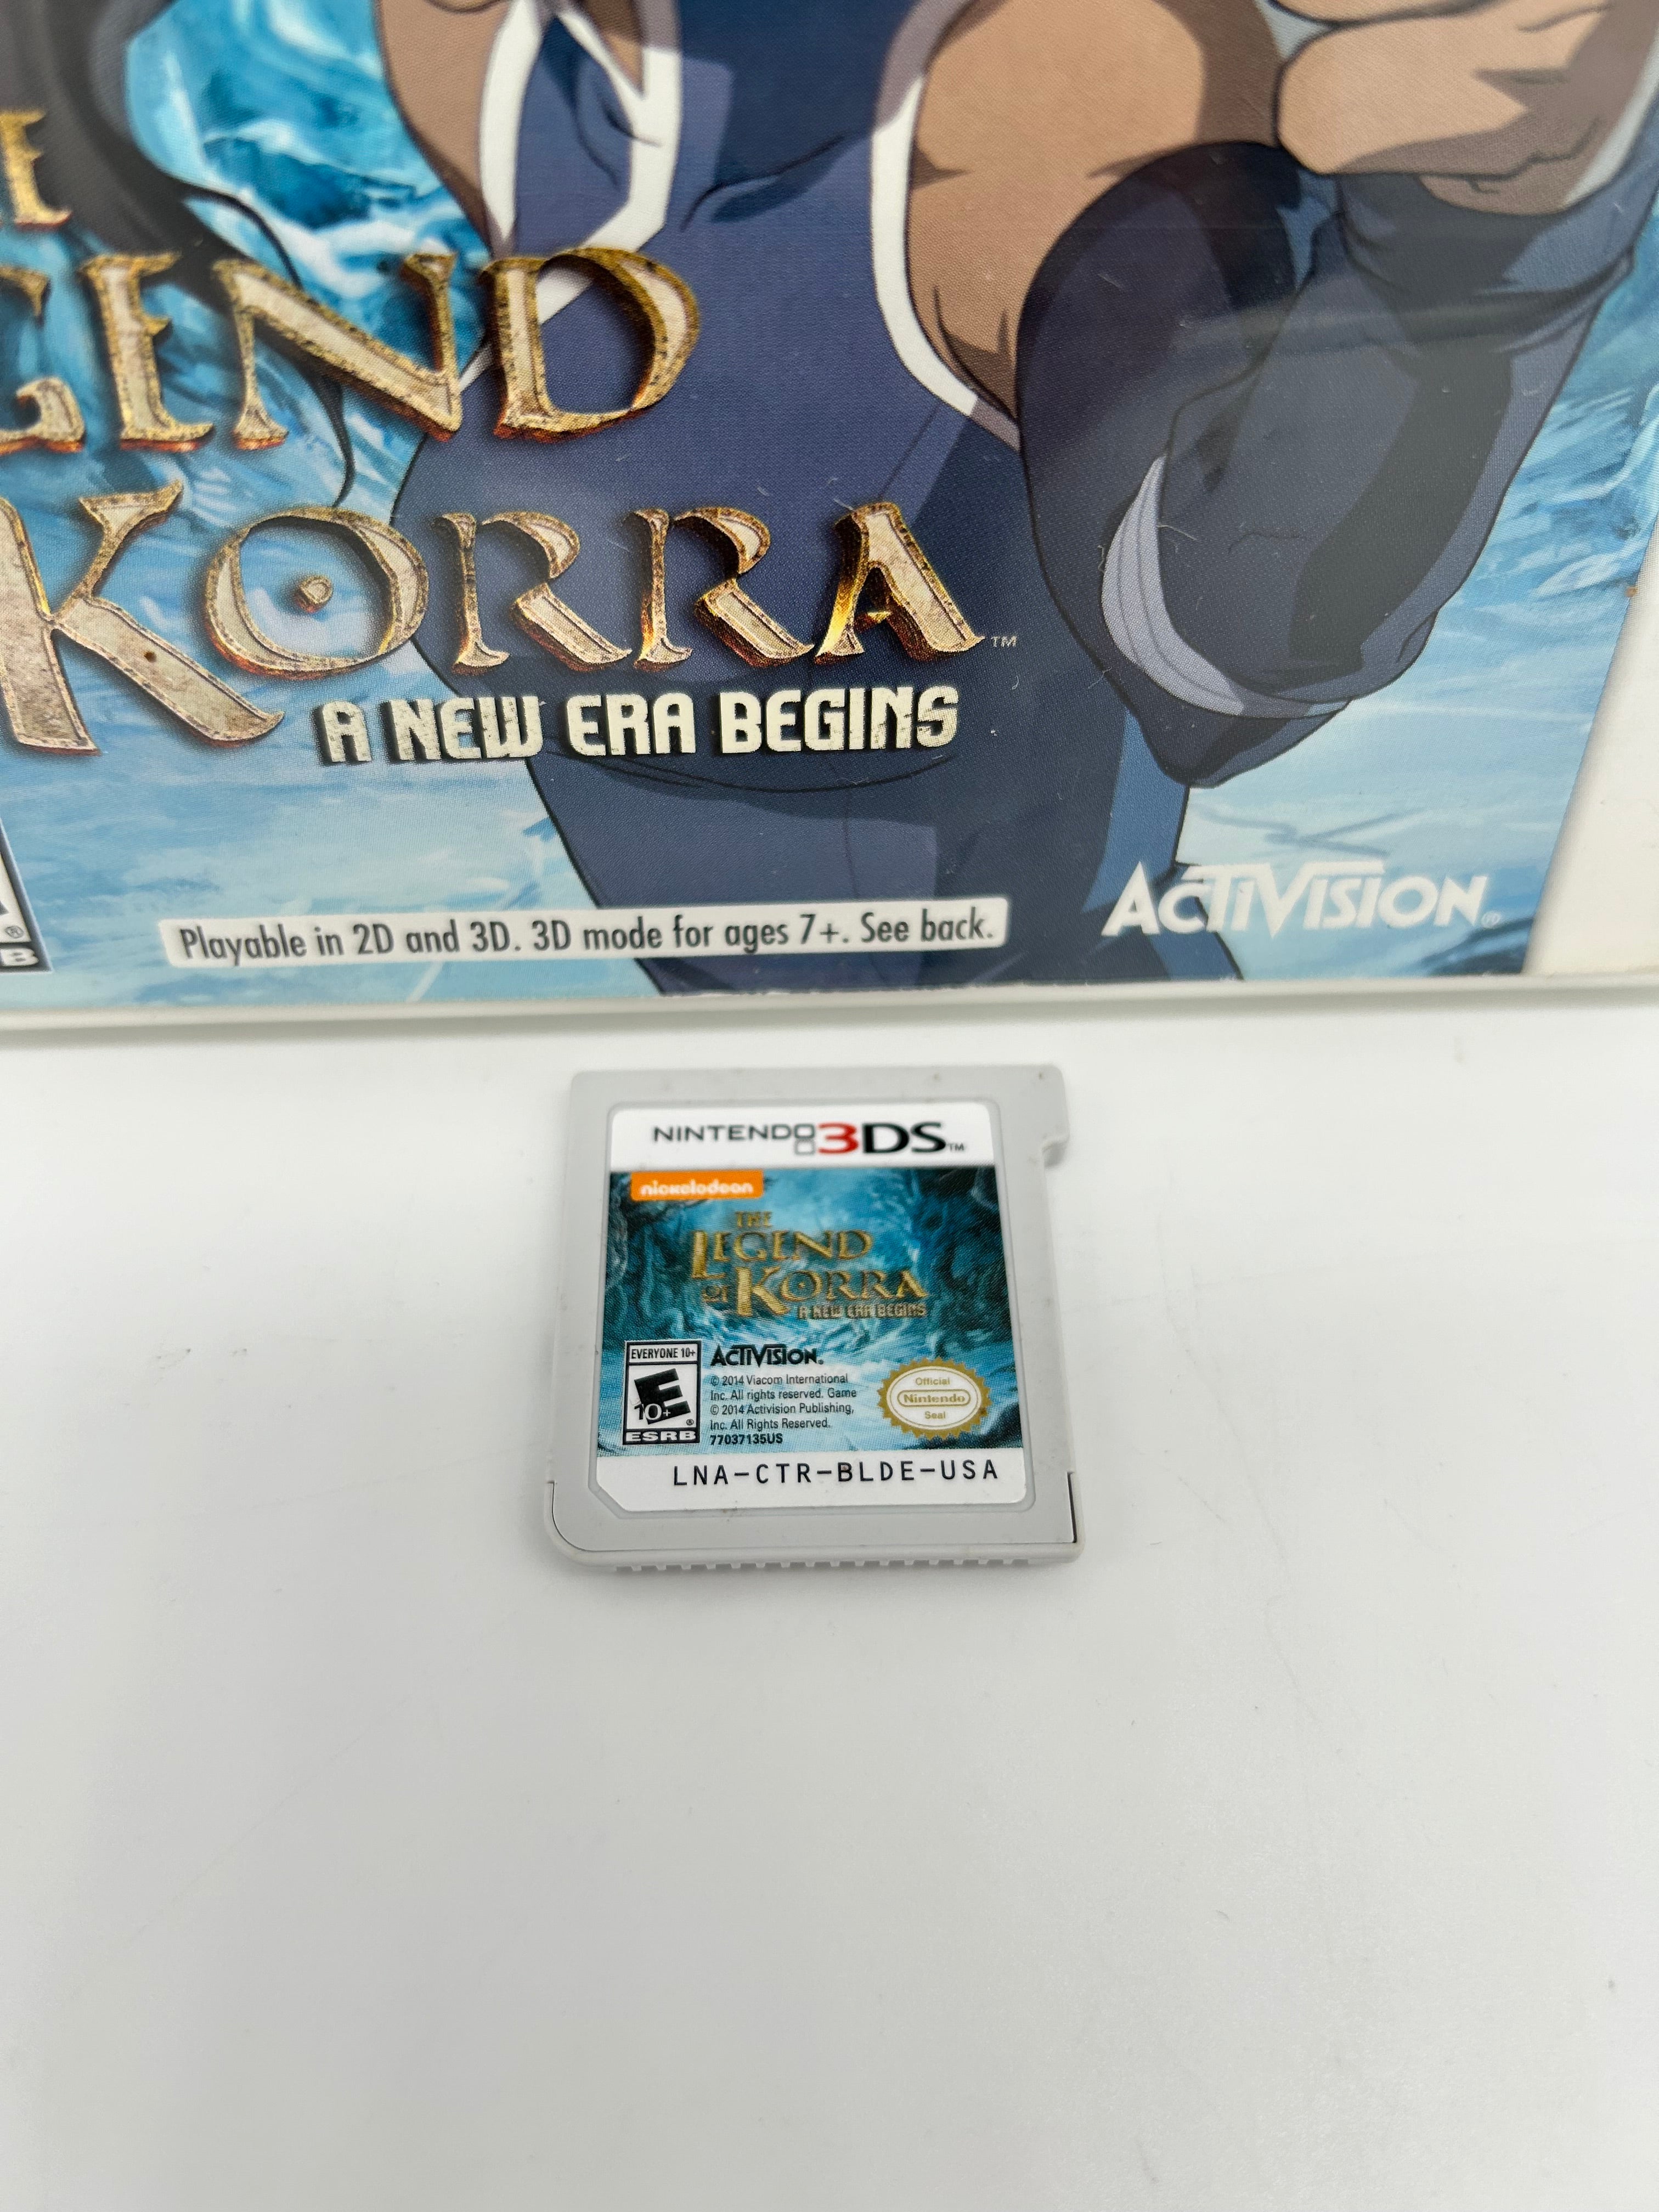 LEGEND
KORRA™
A NEW ERA BEGINS
Playable in 2D and 3D. 3D mode for ages 7+. See back.
ACTIVISION®
NINTENDO 3DS™
nickelodeon
THE
LEGEND
OF KORRA
A NEW ERA BEGINS
EVERYONE 10+
E
10+
®
ESRB
ACTIVISION®
© 2014 Viacom International
Inc. All rights reserved. Game
© 2014 Activision Publishing,
Inc. All Rights Reserved.
77037135US
Official
Nintendo
Seal
LNA-CTR-BLDE-USA